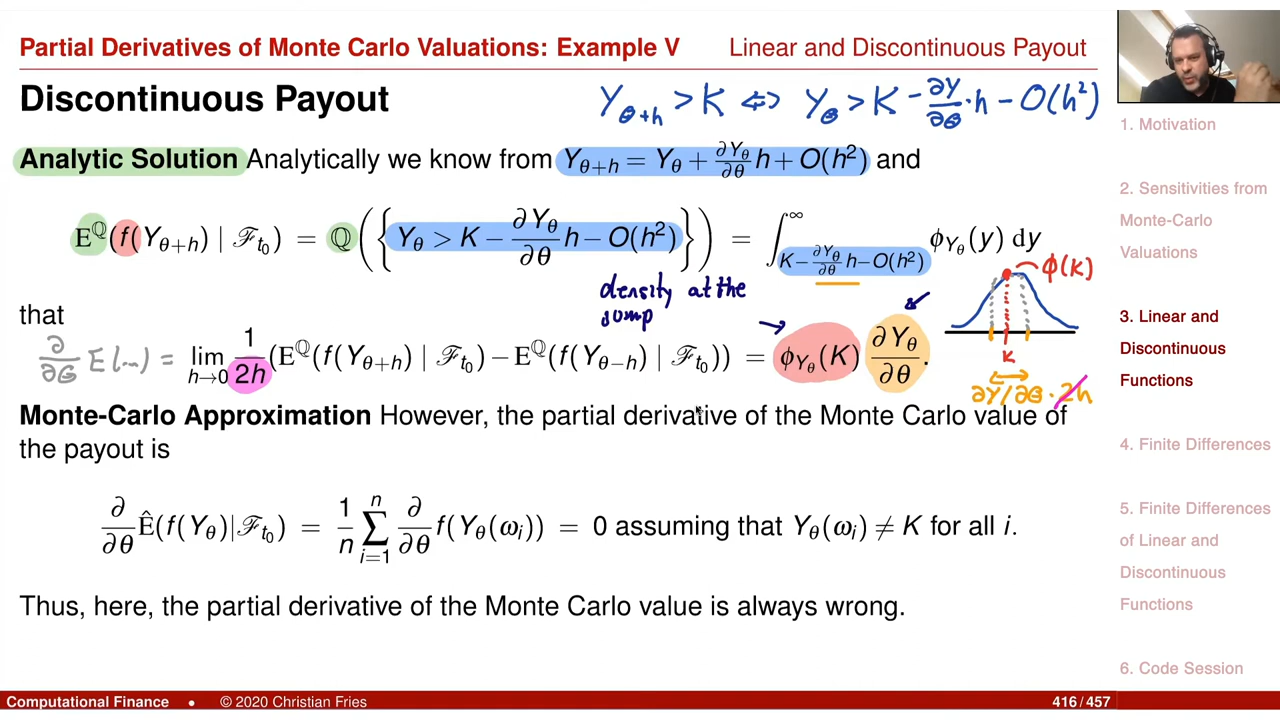 Partial Derivatives of Monte Carlo Valuations: Example V Linear and Discontinuous Payout
Discontinuous Payout
Y_{θ+h} > K ⇔ Y_θ > K − ∂Y/∂θ · h − O(h²)
Analytic Solution Analytically we know from Y_{θ+h} = Y_θ + ∂Y_θ/∂θ h + O(h²) and
E^ℚ(f(Y_{θ+h}) | ℱ_{t₀}) = ℚ({Y_θ > K − ∂Y_θ/∂θ h − O(h²)}) = ∫_{K − ∂Y_θ/∂θ h − O(h²)}^∞ ϕ_{Y_θ}(y) dy
ϕ(K)
density at the
jump
that
∂/∂θ E(...) = lim_{h→0} 1/2h (E^ℚ(f(Y_{θ+h}) | ℱ_{t₀}) − E^ℚ(f(Y_{θ−h}) | ℱ_{t₀})) = ϕ_{Y_θ}(K) ∂Y_θ/∂θ.
K
∂Y/∂θ · 2h
Monte-Carlo Approximation However, the partial derivative of the Monte Carlo value of
the payout is
∂/∂θ Ê(f(Y_θ)|ℱ_{t₀}) = 1/n ∑_{i=1}^n ∂/∂θ f(Y_θ(ω_i)) = 0 assuming that Y_θ(ω_i) ≠ K for all i.
Thus, here, the partial derivative of the Monte Carlo value is always wrong.
1. Motivation
2. Sensitivities from
Monte-Carlo
Valuations
3. Linear and
Discontinuous
Functions
4. Finite Differences
5. Finite Differences
of Linear and
Discontinuous
Functions
6. Code Session
Computational Finance • © 2020 Christian Fries 416/457